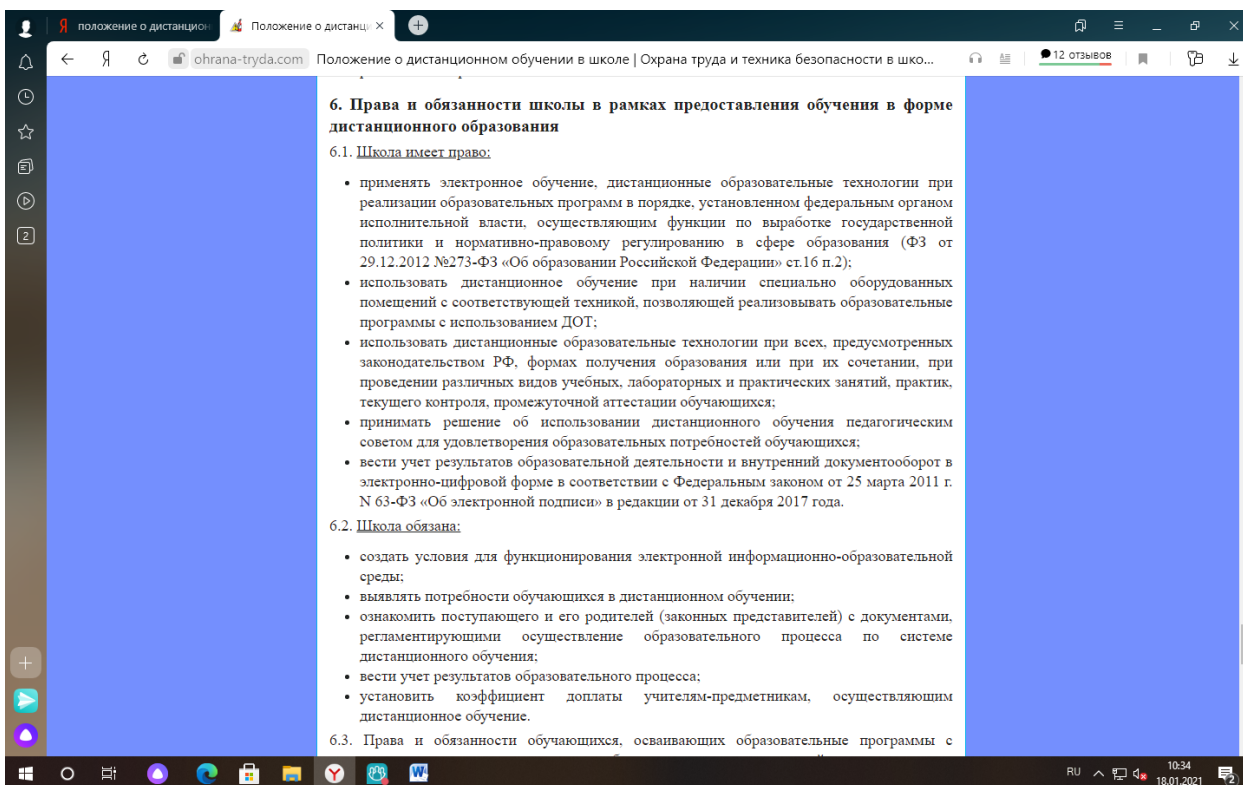 положение о дистанцион
Положение о дистанци
ohrana-tryda.com Положение о дистанционном обучении в школе | Охрана труда и техника безопасности в шко...
12 отзывов
6. Права и обязанности школы в рамках предоставления обучения в форме
дистанционного образования
6.1. Школа имеет право:
• применять электронное обучение, дистанционные образовательные технологии при
реализации образовательных программ в порядке, установленном федеральным органом
исполнительной власти, осуществляющим функции по выработке государственной
политики и нормативно-правовому регулированию в сфере образования (ФЗ от
29.12.2012 №273-ФЗ «Об образовании Российской Федерации» ст.16 п.2);
• использовать дистанционное обучение при наличии специально оборудованных
помещений с соответствующей техникой, позволяющей реализовывать образовательные
программы с использованием ДОТ;
• использовать дистанционные образовательные технологии при всех, предусмотренных
законодательством РФ, формах получения образования или при их сочетании, при
проведении различных видов учебных, лабораторных и практических занятий, практик,
текущего контроля, промежуточной аттестации обучающихся;
• принимать решение об использовании дистанционного обучения педагогическим
советом для удовлетворения образовательных потребностей обучающихся;
• вести учет результатов образовательной деятельности и внутренний документооборот в
электронно-цифровой форме в соответствии с Федеральным законом от 25 марта 2011 г.
N 63-ФЗ «Об электронной подписи» в редакции от 31 декабря 2017 года.
6.2. Школа обязана:
• создать условия для функционирования электронной информационно-образовательной
среды;
• выявлять потребности обучающихся в дистанционном обучении;
• ознакомить поступающего и его родителей (законных представителей) с документами,
регламентирующими осуществление образовательного процесса по системе
дистанционного обучения;
• вести учет результатов образовательного процесса;
• установить коэффициент доплаты учителям-предметникам, осуществляющим
дистанционное обучение.
6.3. Права и обязанности обучающихся, осваивающих образовательные программы с
2
RU
10:34
18.01.2021
2